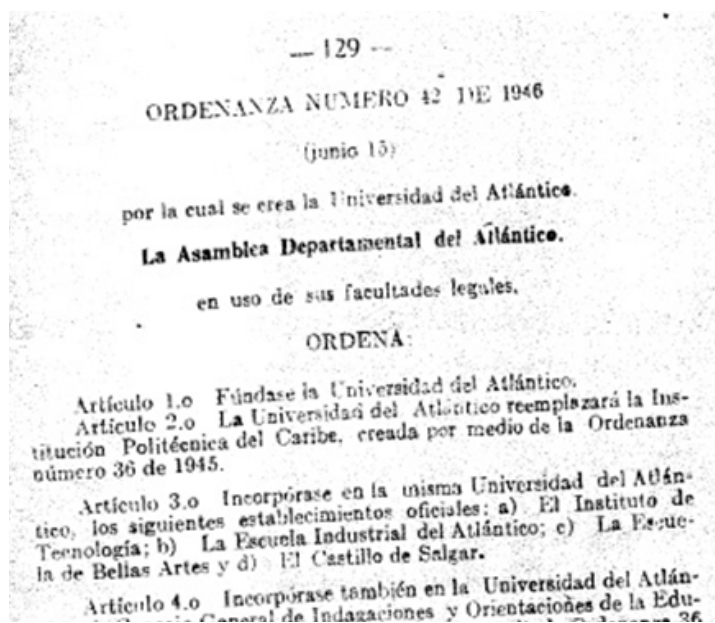 — 129 —
ORDENANZA NUMERO 42 DE 1946
(junio 15)
por la cual se crea la Universidad del Atlántico.
La Asamblea Departamental del Atlántico.
en uso de sus facultades legales.
ORDENA:
Artículo 1.o Fúndase la Universidad del Atlántico.
Artículo 2.o La Universidad del Atlántico reemplazará la Ins-
titución Politécnica del Caribe, creada por medio de la Ordenanza
número 36 de 1945.
Artículo 3.o Incorpórase en la misma Universidad del Atlán-
tico, los siguientes establecimientos oficiales: a) El Instituto de
Tecnología; b) La Escuela Industrial del Atlántico; c) La Escue-
la de Bellas Artes y d) El Castillo de Salgar.
Artículo 4.o Incorpórase también en la Universidad del Atlán-
General de Indagaciones y Orientaciones de la Edu-
Ordenanza 36